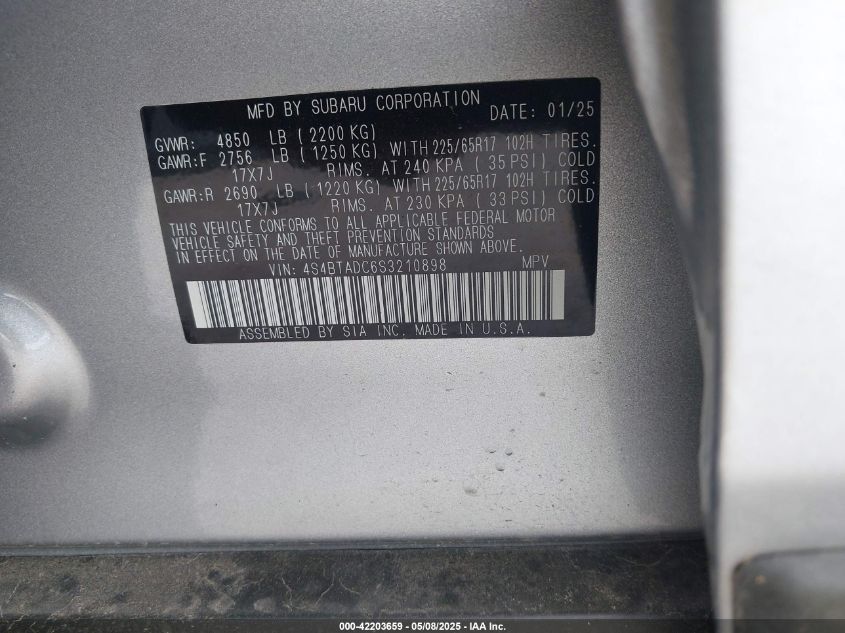 MFD BY SUBARU CORPORATION DATE: 01/25
GVWR: 4850 LB (2200 KG)
GAWR:F 2756 LB (1250 KG) WITH 225/65R17 102H TIRES.
17X7J RIMS. AT 240 KPA (35 PSI) COLD
GAWR:R 2690 LB (1220 KG) WITH 225/65R17 102H TIRES.
17X7J RIMS. AT 230 KPA (33 PSI) COLD
THIS VEHICLE CONFORMS TO ALL APPLICABLE FEDERAL MOTOR
VEHICLE SAFETY AND THEFT PREVENTION STANDARDS
IN EFFECT ON THE DATE OF MANUFACTURE SHOWN ABOVE.
VIN: 4S4BTADC6S3210898 MPV
ASSEMBLED BY SIA INC. MADE IN U.S.A.
000-42203659 - 05/08/2025 - IAA Inc.